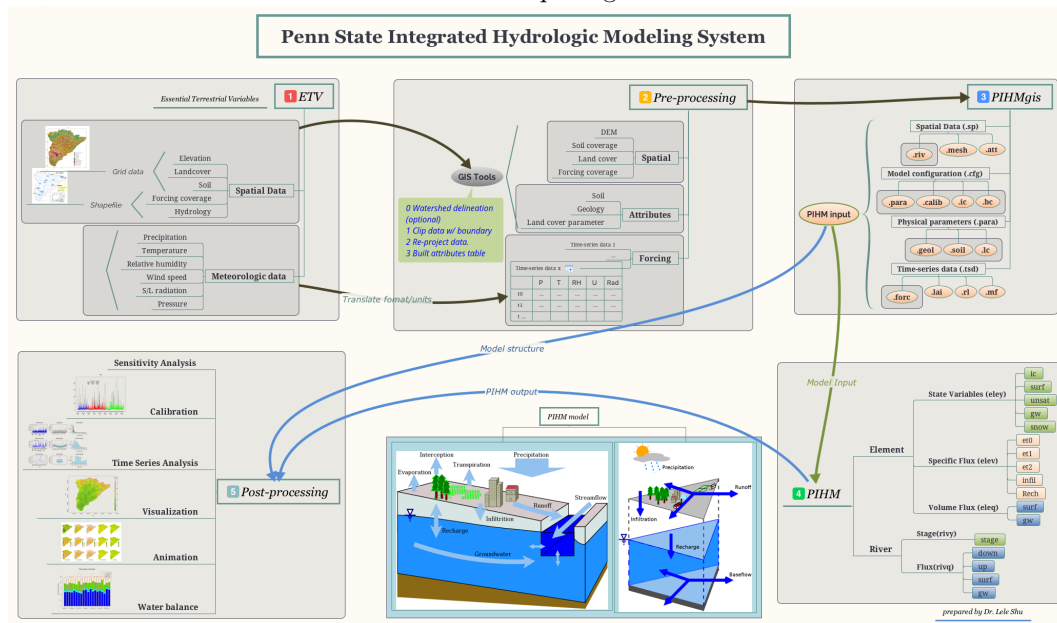 Penn State Integrated Hydrologic Modeling System
Essential Terrestrial Variables
1 ETV
Grid data
Elevation
Landcover
Soil
Shapefile
Forcing coverage
Hydrology
Spatial Data
Precipitation
Temperature
Relative humidity
Wind speed
S/L radiation
Pressure
Meteorologic data
Translate fomat/units
2 Pre-processing
GIS Tools
0 Watershed delineation
(optional)
1 Clip data w/ boundary
2 Re-project data.
3 Built attributes table
DEM
Soil coverage
Land cover
Forcing coverage
Spatial
Soil
Geology
Land cover parameter
Attributes
Time-series data 1
...
Forcing
Time-series data x
P T RH U Rad
t0 ... ... ... ... ...
t1 ... ... ... ... ...
t ... ... ... ... ... ...
3 PIHMgis
PIHM input
Spatial Data (.sp)
.riv .mesh .att
Model configuration (.cfg)
.para .calib .ic .bc
Physical parameters (.para)
.geol .soil .lc
Time-series data (.tsd)
.forc .lai .rl .mf
Model structure
PIHM output
Model Input
4 PIHM
Element
State Variables (eley)
ic
surf
unsat
gw
snow
Specific Flux (elev)
et0
et1
et2
infil
Rech
Volume Flux (eleq)
surf
gw
River
Stage(rivy)
stage
Flux(rivq)
down
up
surf
gw
5 Post-processing
Sensitivity Analysis
Calibration
Time Series Analysis
Visualization
Animation
Water balance
PIHM model
Interception
Evaporation
Transpiration
Precipitation
Streamflow
Runoff
Infiltrition
Recharge
Groundwater
Precipitation
Runoff
Infiltration
Recharge
Baseflow
prepared by Dr. Lele Shu